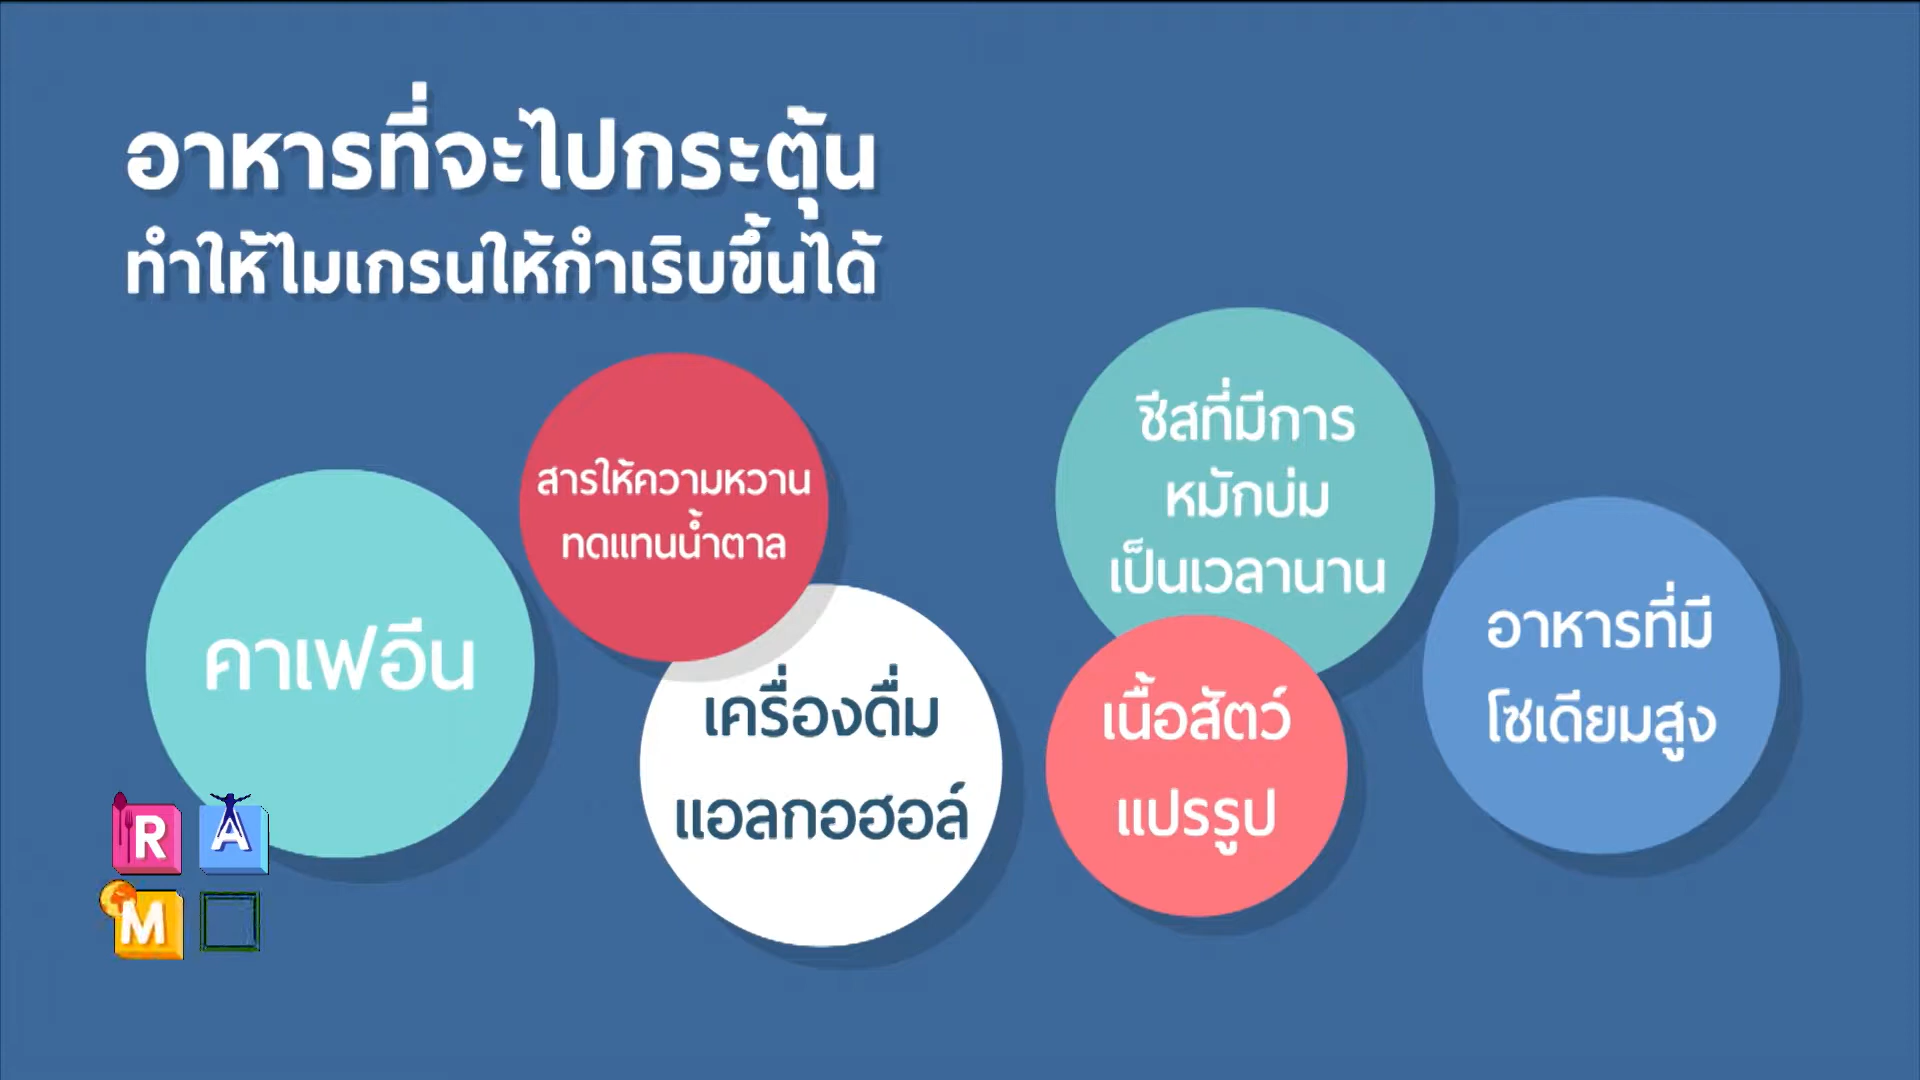 อาหารที่จะไปกระตุ้น
ทำให้ไมเกรนให้กำเริบขึ้นได้
คาเฟอีน
สารให้ความหวาน
ทดแทนน้ำตาล
เครื่องดื่ม
แอลกอฮอล์
ชีสที่มีการ
หมักบ่ม
เป็นเวลานาน
เนื้อสัตว์
แปรรูป
อาหารที่มี
โซเดียมสูง
R A
M